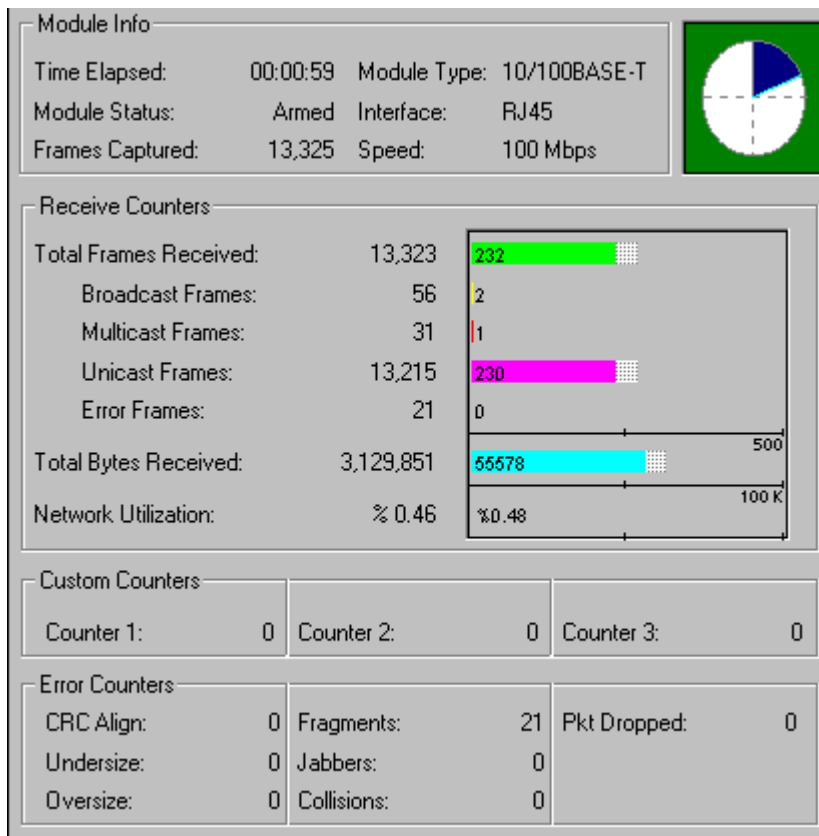 Module Info
Time Elapsed: 00:00:59 Module Type: 10/100BASE-T
Module Status: Armed Interface: RJ45
Frames Captured: 13,325 Speed: 100 Mbps
Receive Counters
Total Frames Received: 13,323 232
Broadcast Frames: 56 2
Multicast Frames: 31 1
Unicast Frames: 13,215 230
Error Frames: 21 0
500
Total Bytes Received: 3,129,851 55578
100 K
Network Utilization: % 0.46 %0.48
Custom Counters
Counter 1: 0 Counter 2: 0 Counter 3: 0
Error Counters
CRC Align: 0 Fragments: 21 Pkt Dropped: 0
Undersize: 0 Jabbers: 0
Oversize: 0 Collisions: 0